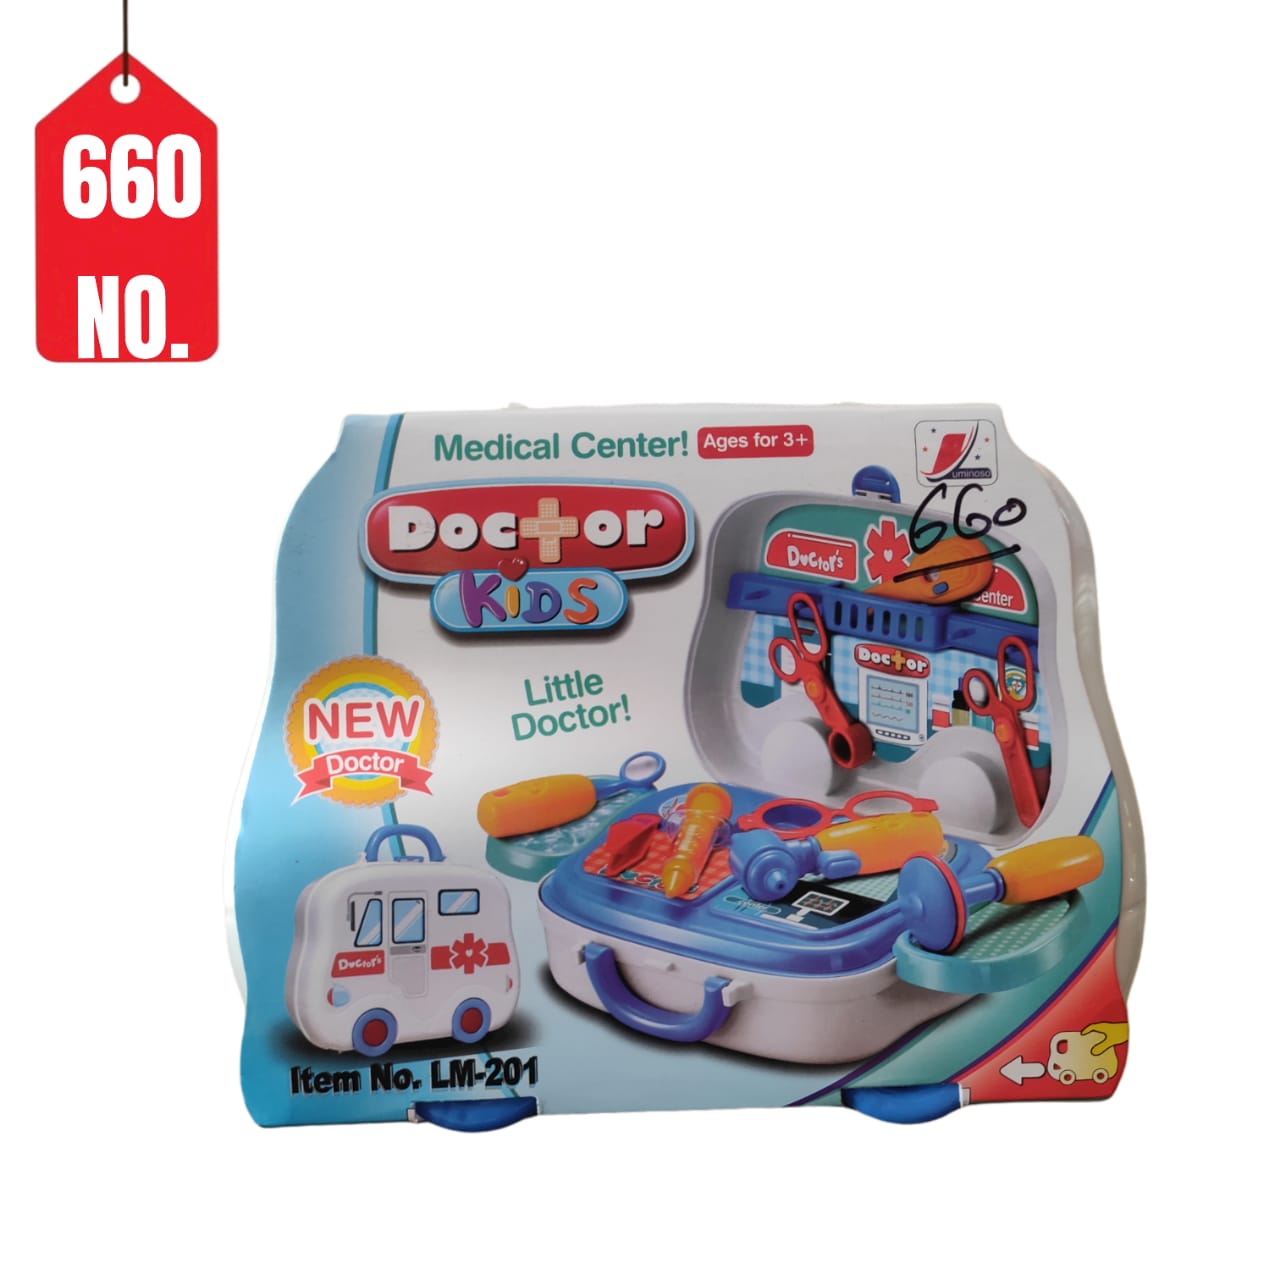 660
NO.
Medical Center! Ages for 3+
uminoso
660
Doctor
KiDS
Doctor's
enter
Doctor
Little
Doctor!
NEW
Doctor
Doctor's
Item No. LM-201